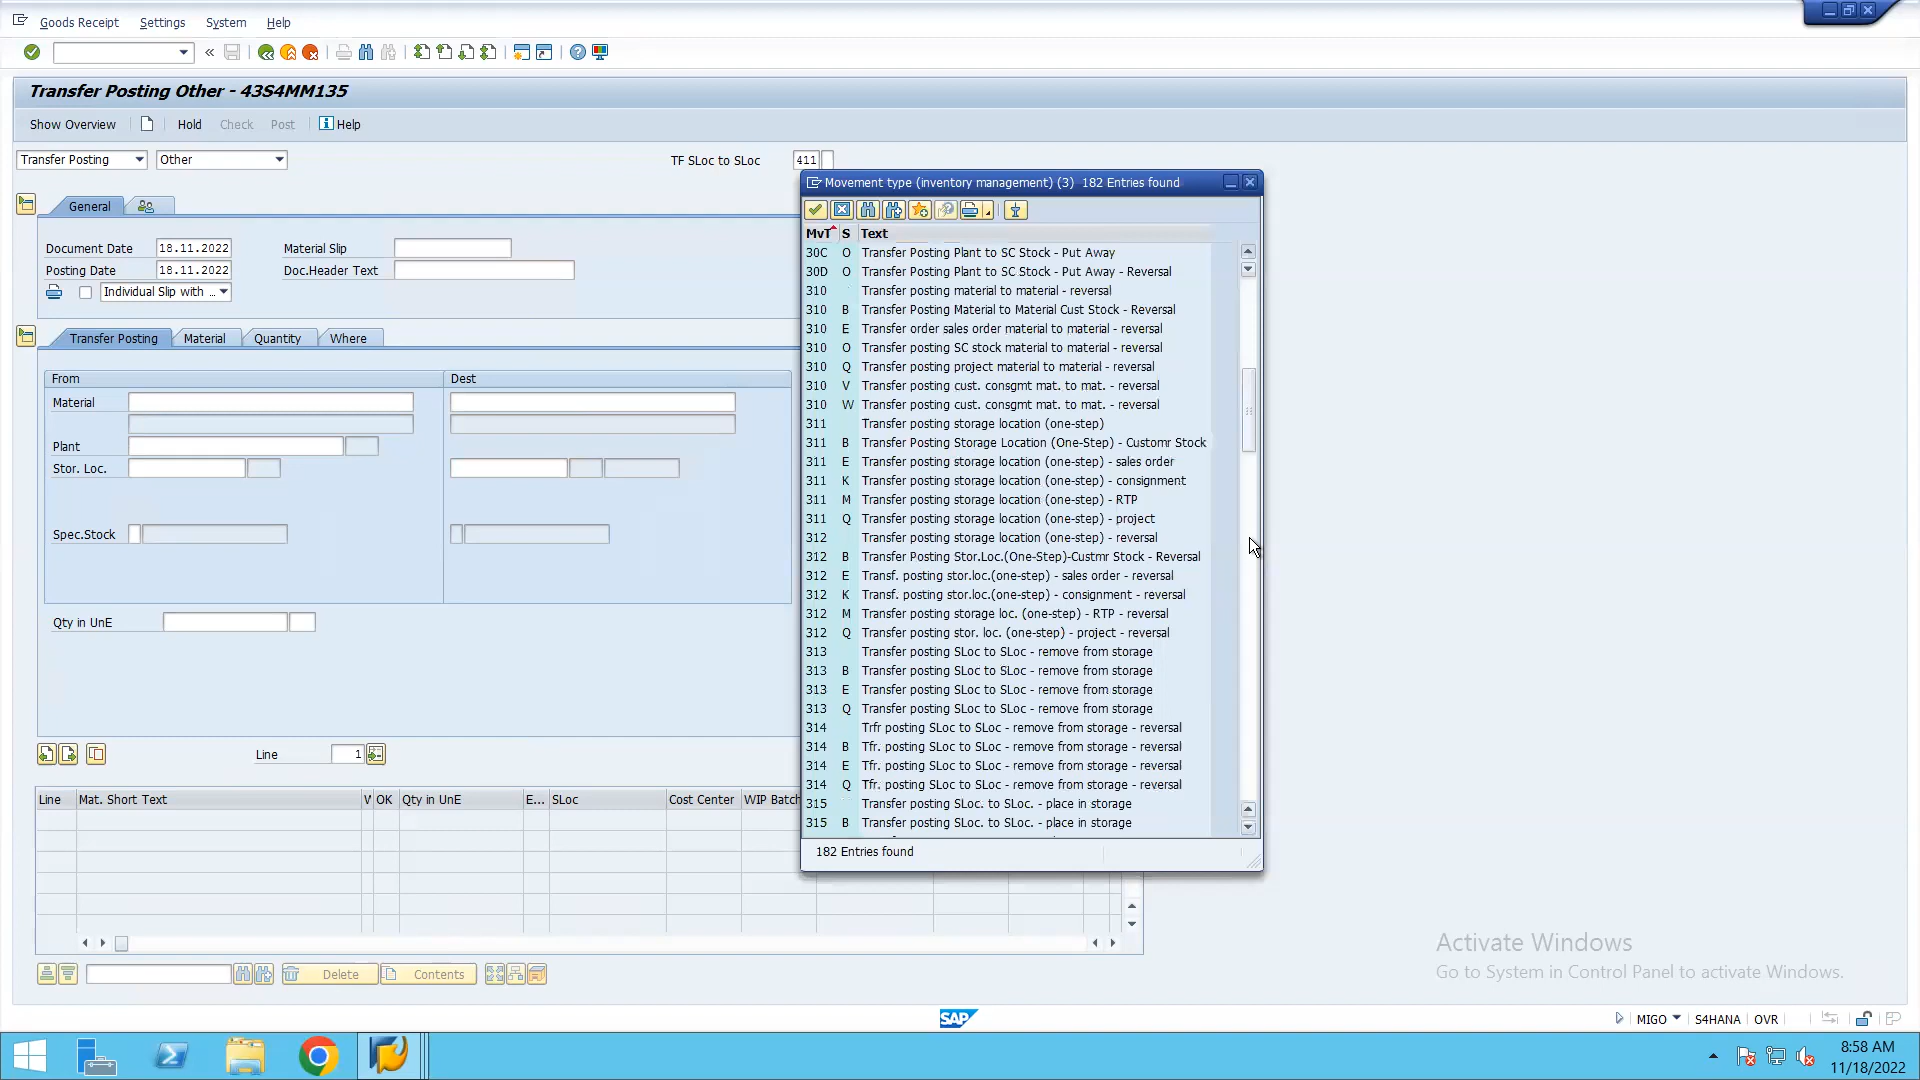 Goods Receipt Settings System Help
«
Transfer Posting Other - 43S4MM135
Show Overview Hold Check Post Help
Transfer Posting Other TF SLoc to SLoc 411
General
Document Date 18.11.2022 Material Slip
Posting Date 18.11.2022 Doc.Header Text
Individual Slip with ...
Transfer Posting Material Quantity Where
From Dest
Material
Plant
Stor. Loc.
Spec.Stock
Qty in UnE
Line 1
Line Mat. Short Text V OK Qty in UnE E... SLoc Cost Center WIP Batch
Delete Contents
Movement type (inventory management) (3) 182 Entries found
MvT S Text
30C O Transfer Posting Plant to SC Stock - Put Away
30D O Transfer Posting Plant to SC Stock - Put Away - Reversal
310 Transfer posting material to material - reversal
310 B Transfer Posting Material to Material Cust Stock - Reversal
310 E Transfer order sales order material to material - reversal
310 O Transfer posting SC stock material to material - reversal
310 Q Transfer posting project material to material - reversal
310 V Transfer posting cust. consgmt mat. to mat. - reversal
310 W Transfer posting cust. consgmt mat. to mat. - reversal
311 Transfer posting storage location (one-step)
311 B Transfer Posting Storage Location (One-Step) - Customr Stock
311 E Transfer posting storage location (one-step) - sales order
311 K Transfer posting storage location (one-step) - consignment
311 M Transfer posting storage location (one-step) - RTP
311 Q Transfer posting storage location (one-step) - project
312 Transfer posting storage location (one-step) - reversal
312 B Transfer Posting Stor.Loc.(One-Step)-Custmr Stock - Reversal
312 E Transf. posting stor.loc.(one-step) - sales order - reversal
312 K Transf. posting stor.loc.(one-step) - consignment - reversal
312 M Transfer posting storage loc. (one-step) - RTP - reversal
312 Q Transfer posting stor. loc. (one-step) - project - reversal
313 Transfer posting SLoc to SLoc - remove from storage
313 B Transfer posting SLoc to SLoc - remove from storage
313 E Transfer posting SLoc to SLoc - remove from storage
313 Q Transfer posting SLoc to SLoc - remove from storage
314 Trfr posting SLoc to SLoc - remove from storage - reversal
314 B Tfr. posting SLoc to SLoc - remove from storage - reversal
314 E Tfr. posting SLoc to SLoc - remove from storage - reversal
314 Q Tfr. posting SLoc to SLoc - remove from storage - reversal
315 Transfer posting SLoc. to SLoc. - place in storage
315 B Transfer posting SLoc. to SLoc. - place in storage
182 Entries found
Activate Windows
Go to System in Control Panel to activate Windows.
SAP
MIGO S4HANA OVR
8:58 AM
11/18/2022